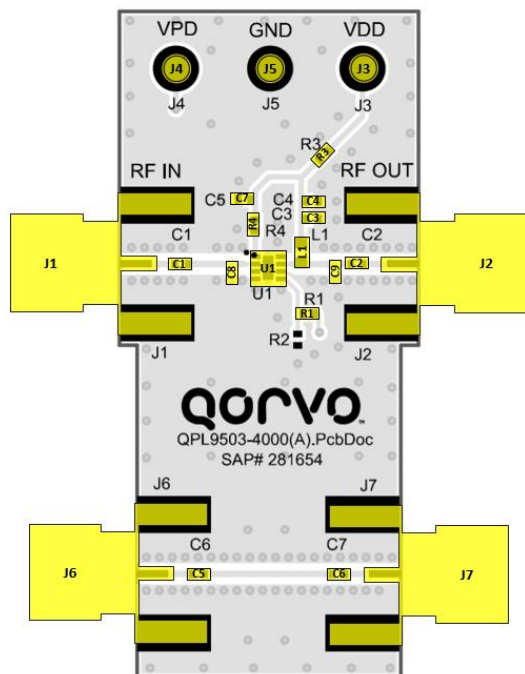 VPD GND VDD
J4 J5 J3
J4 J5 J3
R3
R3
RF IN RF OUT
C5 C7 C4 C4
C3 C3
R4 R4
C1 L1 C2
J1 C1 C8 U1 L1 C9 C2 J2
U1 R1
R1
R2
J1 J2
QORVO™
QPL9503-4000(A).PcbDoc
SAP# 281654
J6 J7
C6 C7
J6 C5 C6 J7